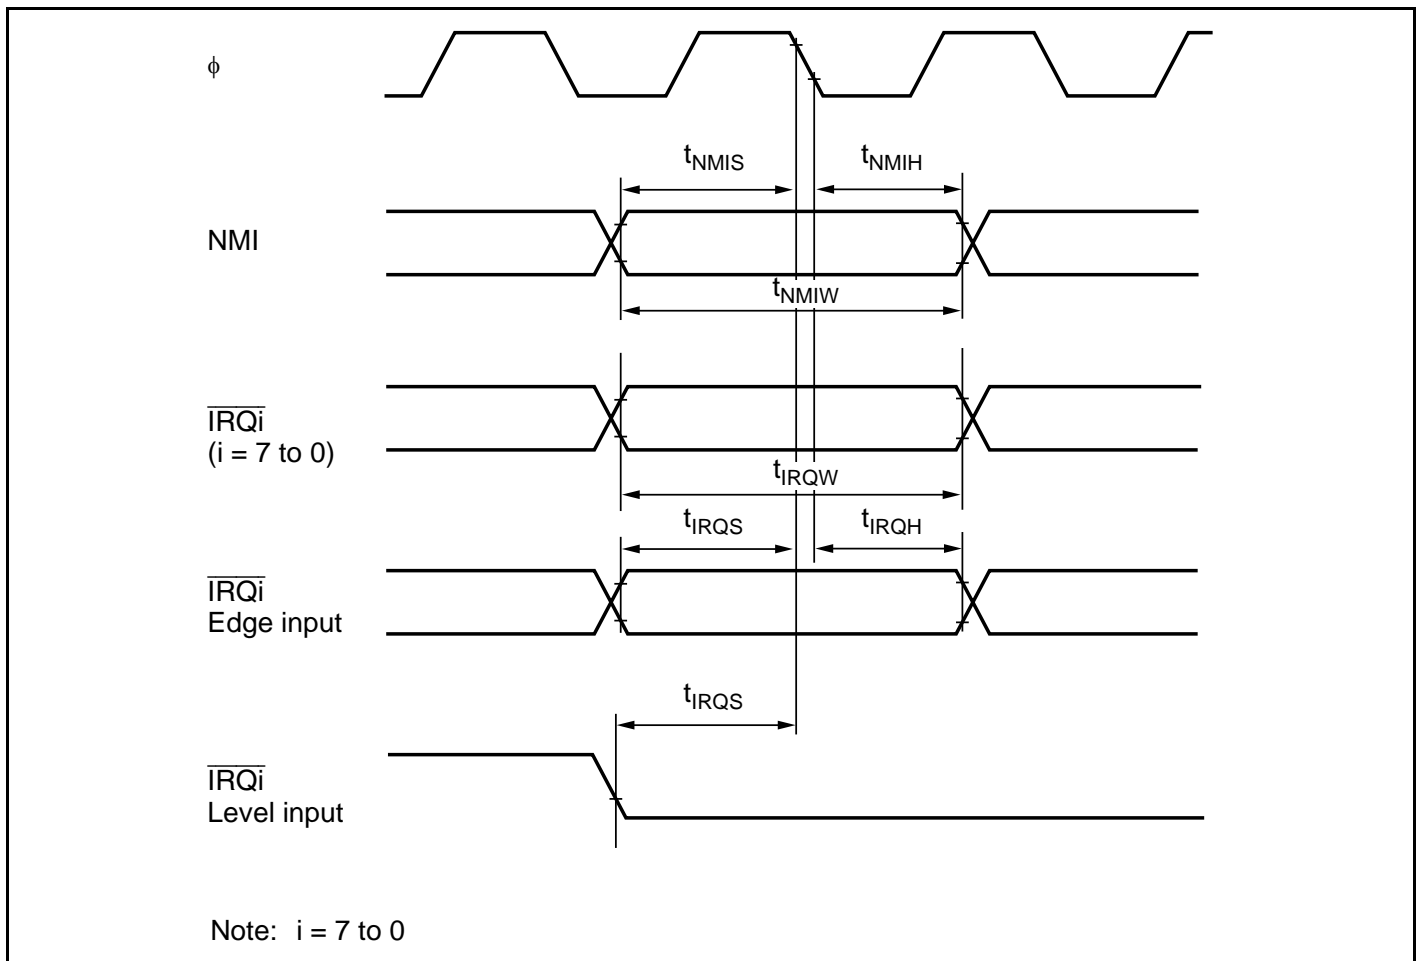 ϕ
tNMIS
tNMIH
NMI
tNMIW
IRQi
(i = 7 to 0)
tIRQW
tIRQS
tIRQH
IRQi
Edge input
tIRQS
IRQi
Level input
Note: i = 7 to 0